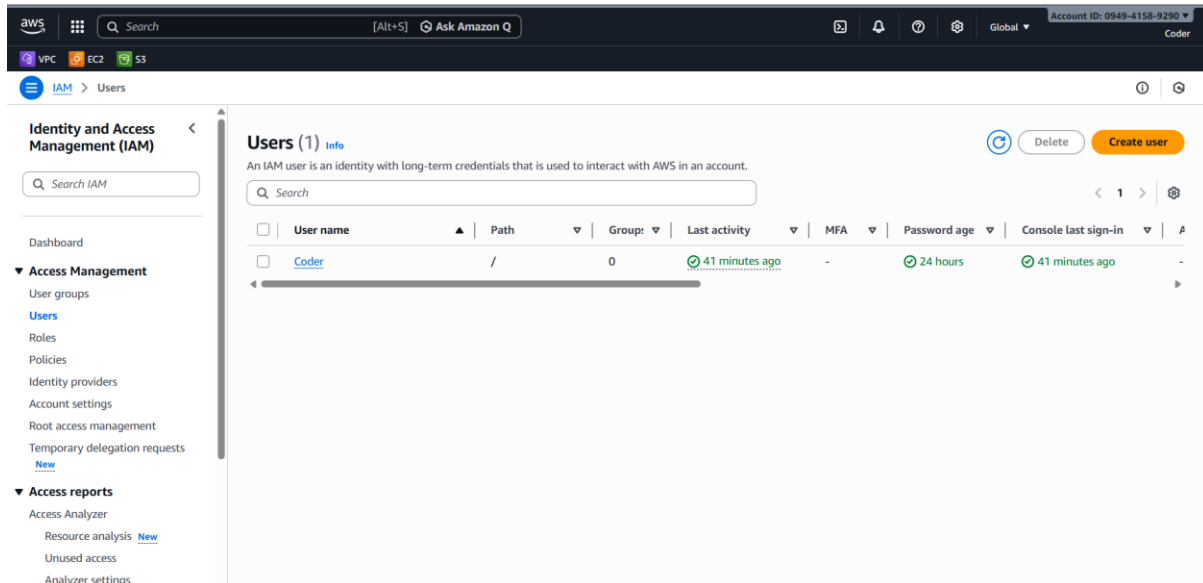 aws Search [Alt+S] Ask Amazon Q Global Account ID: 0949-4158-9290
Coder
VPC EC2 S3
IAM > Users
Identity and Access Management (IAM)
Search IAM
Dashboard
Access Management
User groups
Users
Roles
Policies
Identity providers
Account settings
Root access management
Temporary delegation requests
New
Access reports
Access Analyzer
Resource analysis New
Unused access
Analyzer settings
Users (1) Info
Delete Create user
An IAM user is an identity with long-term credentials that is used to interact with AWS in an account.
Search
1
User name Path Groups Last activity MFA Password age Console last sign-in A
Coder / 0 41 minutes ago - 24 hours 41 minutes ago -